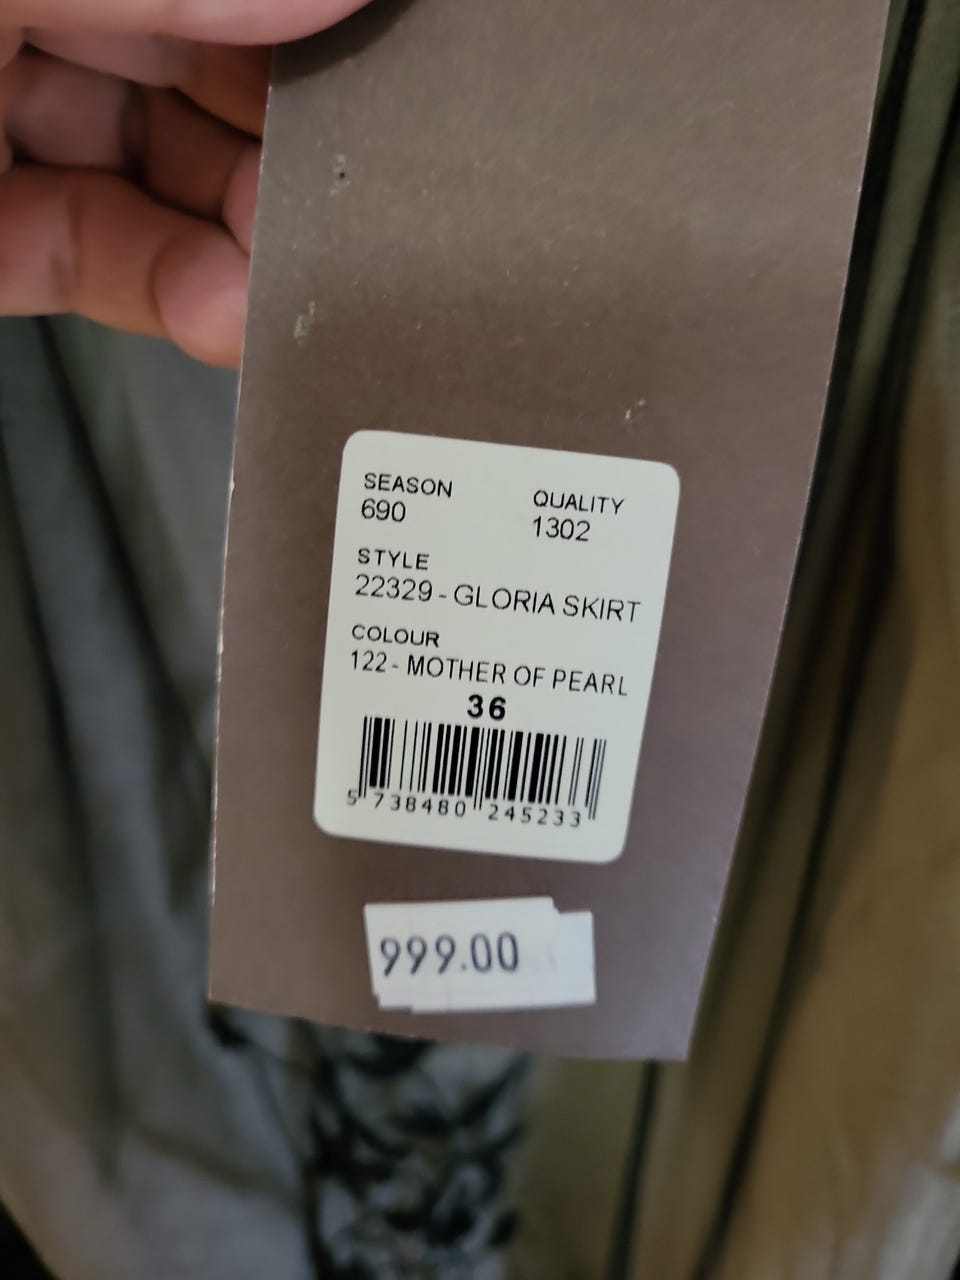 SEASON QUALITY
690 1302
STYLE
22329 - GLORIA SKIRT
COLOUR
122 - MOTHER OF PEARL
36
5 738480 245233
999.00